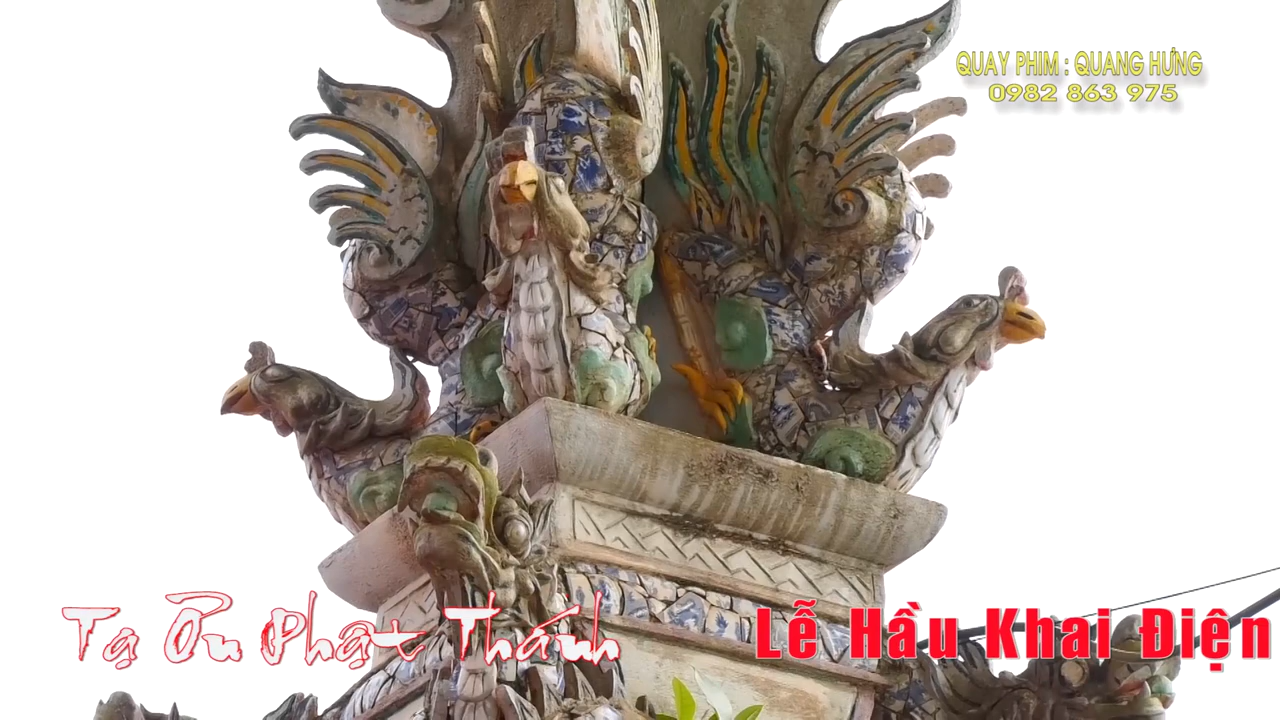 QUAY PHIM : QUANG HƯNG
0982 863 975
Tạ Ơn Phật Thánh
Lễ Hầu Khai Điện